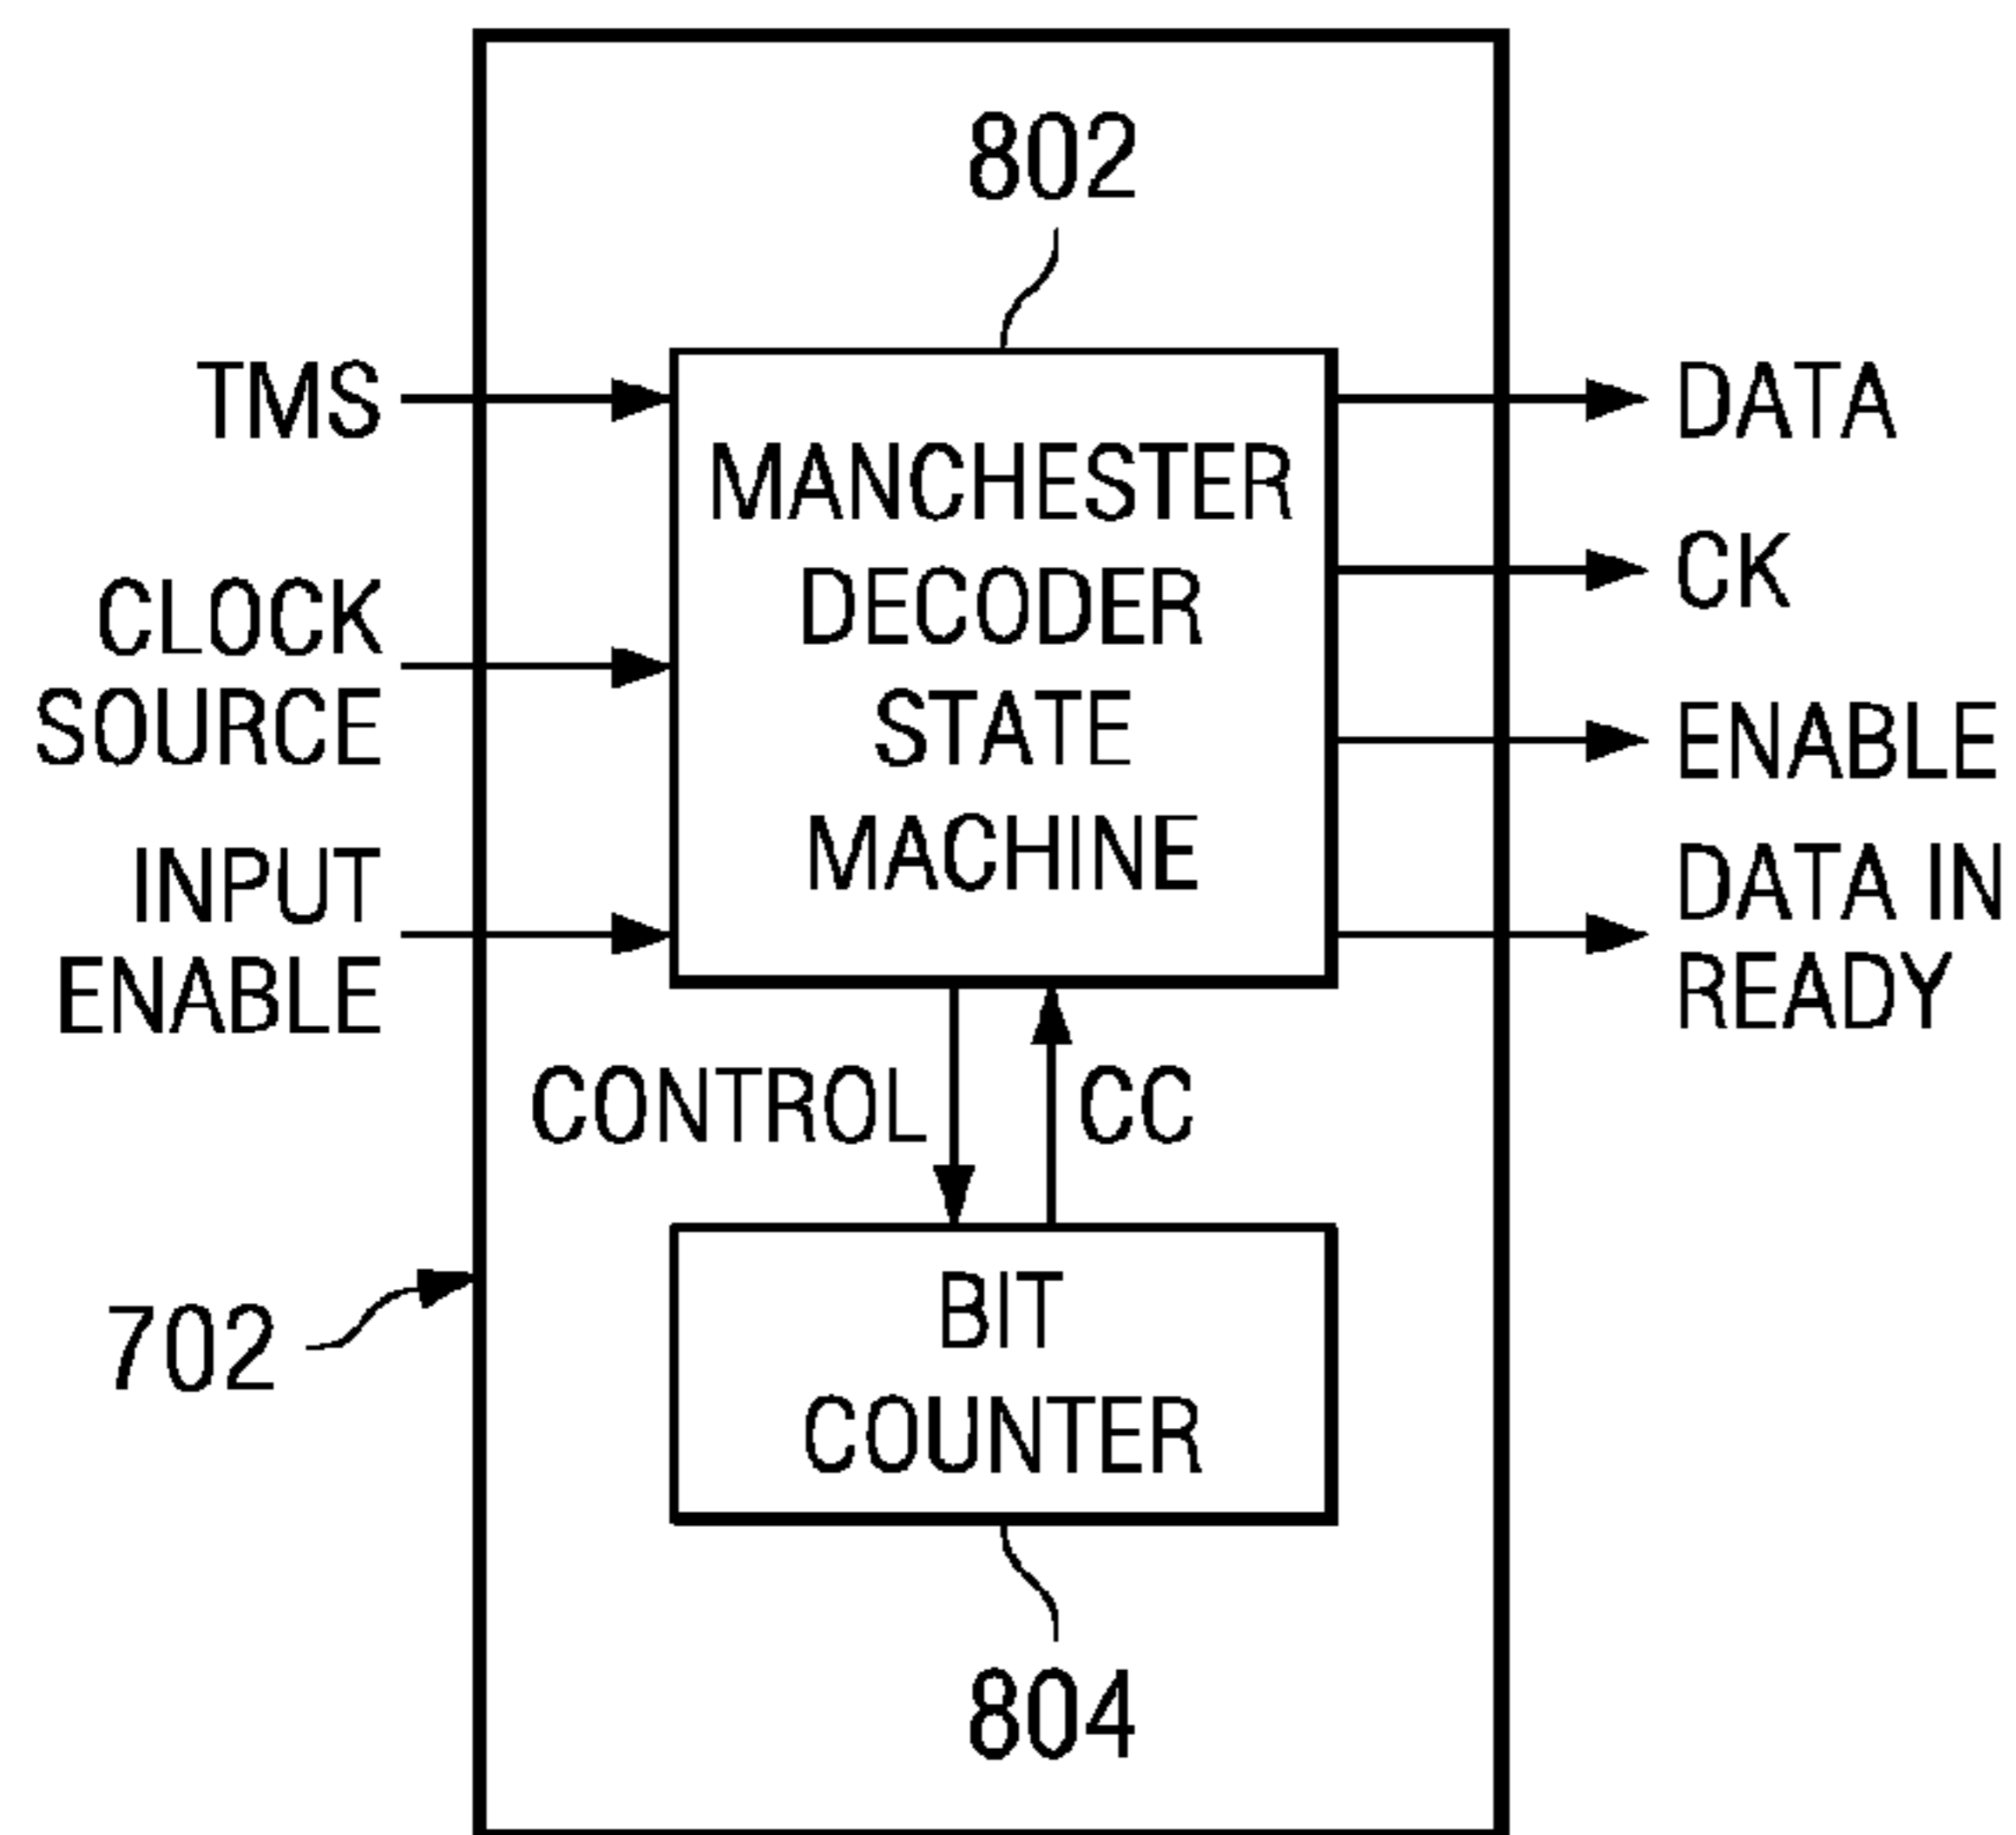 802
TMS
CLOCK
SOURCE
INPUT
ENABLE
MANCHESTER
DECODER
STATE
MACHINE
DATA
CK
ENABLE
DATA IN
READY
CONTROL
CC
702
BIT
COUNTER
804